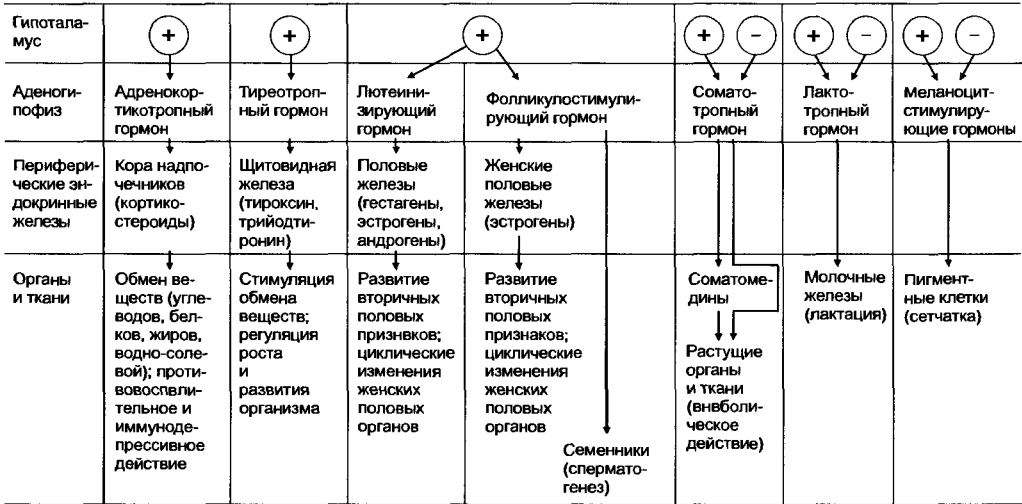 Гипотала-
мус
+
+
+
+
−
+
−
+
−
Аденоги-
пофиз
Адренокор-
тикотропный
гормон
Тиреотроп-
ный гормон
Лютеини-
зирующий
гормон
Фолликулостимули-
рующий гормон
Сомато-
тропный
гормон
Лакто-
тропный
гормон
Меланоцит-
стимулирую-
ющие гормоны
Перифери-
ческие эн-
докринные
железы
Кора надпо-
чечников
(кортико-
стероиды)
Щитовидная
железа
(тироксин,
трийодти-
ронин)
Половые
железы
(гестагены,
эстрогены,
андрогены)
Женские
половые
железы
(эстрогены)
Органы
и ткани
Обмен ве-
ществ (угле-
водов, бел-
ков, жиров,
водно-соле-
вой); проти-
вовоспвли-
тельное и
иммуноде-
прессивное
действие
Стимуляция
обмена
веществ;
регуляция
роста
и
развития
организма
Развитие
вторичных
половых
признвков;
циклические
изменения
женских
половых
органов
Развитие
вторичных
половых
признаков;
циклические
изменения
женских
половых
органов
Семенники
(спермато-
генез)
Соматоме-
дины
Растущие
органы
и ткани
(внвболи-
ческое
действие)
Молочные
железы
(лактация)
Пигмент-
ные клетки
(сетчатка)